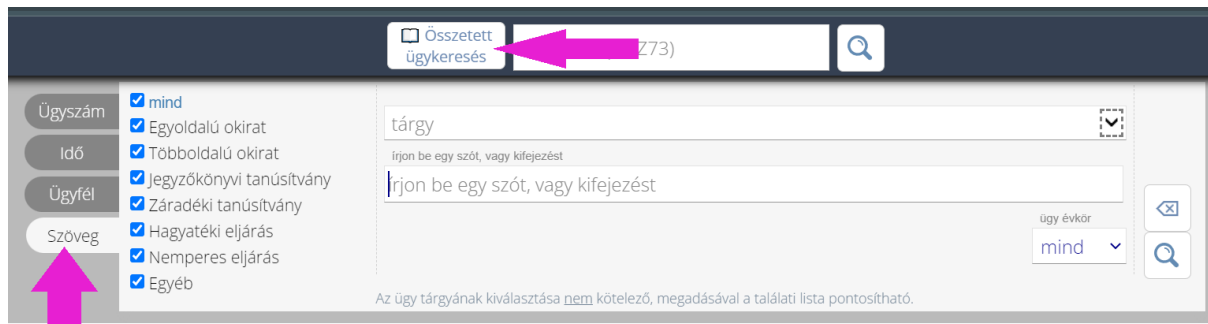 Összetett
ügykeresés
Z73)
Ügyszám
Idő
Ügyfél
Szöveg
mind
Egyoldalú okirat
Többoldalú okirat
Jegyzőkönyvi tanúsítvány
Záradéki tanúsítvány
Hagyatéki eljárás
Nemperes eljárás
Egyéb
tárgy
írjon be egy szót, vagy kifejezést
írjon be egy szót, vagy kifejezést
ügy évkör
mind
Az ügy tárgyának kiválasztása nem kötelező, megadásával a találati lista pontosítható.